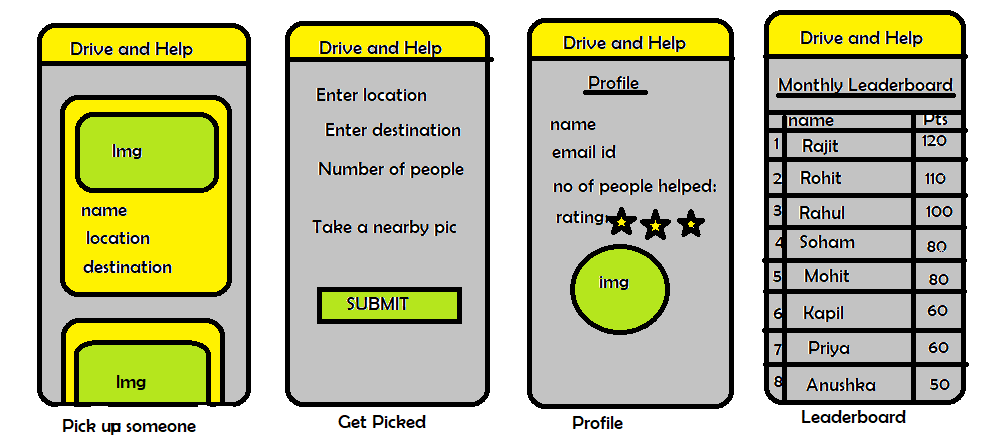 Drive and Help
Img
name
location
destination
Img
Pick up someone
Drive and Help
Enter location
Enter destination
Number of people
Take a nearby pic
SUBMIT
Get Picked
Drive and Help
Profile
name
email id
no of people helped:
rating:
img
Profile
Drive and Help
Monthly Leaderboard
name Pts
1 Rajit 120
2 Rohit 110
3 Rahul 100
4 Soham 80
5 Mohit 80
6 Kapil 60
7 Priya 60
8 Anushka 50
Leaderboard